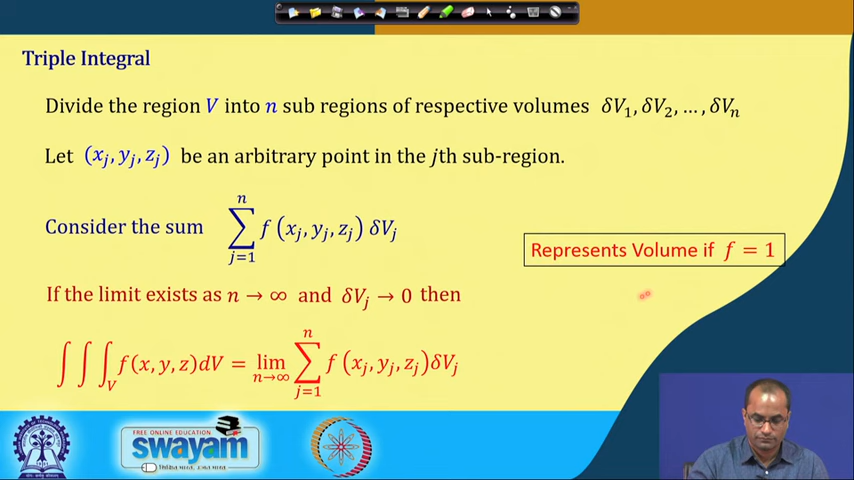 Triple Integral
Divide the region V into n sub regions of respective volumes δV₁, δV₂, … , δVₙ
Let (xⱼ, yⱼ, zⱼ) be an arbitrary point in the jth sub-region.
Consider the sum ∑ⱼ₌₁ⁿ f (xⱼ, yⱼ, zⱼ) δVⱼ
Represents Volume if f = 1
If the limit exists as n → ∞ and δVⱼ → 0 then
∫ ∫ ∫_V f(x, y, z)dV = lim_{n→∞} ∑ⱼ₌₁ⁿ f (xⱼ, yⱼ, zⱼ)δVⱼ
FREE ONLINE EDUCATION
swayam